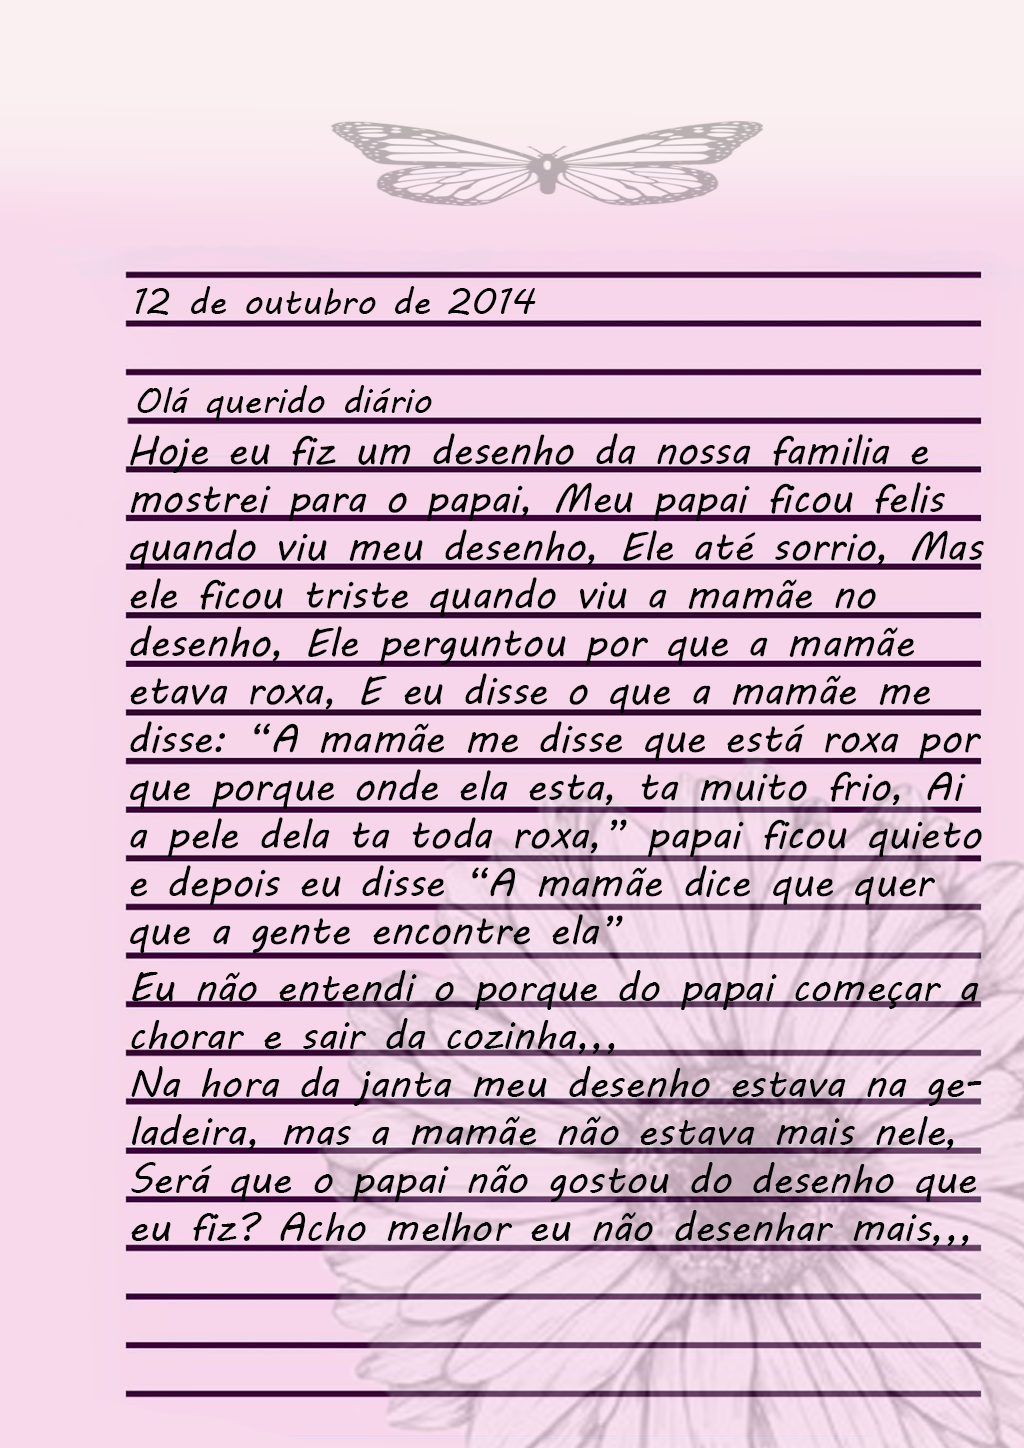 12 de outubro de 2014
Olá querido diário
Hoje eu fiz um desenho da nossa familia e
mostrei para o papai, Meu papai ficou felis
quando viu meu desenho, Ele até sorrio, Mas
ele ficou triste quando viu a mamãe no
desenho, Ele perguntou por que a mamãe
etava roxa, E eu disse o que a mamãe me
disse: “A mamãe me disse que está roxa por
que porque onde ela esta, ta muito frio, Ai
a pele dela ta toda roxa,” papai ficou quieto
e depois eu disse “A mamãe dice que quer
que a gente encontre ela”
Eu não entendi o porque do papai começar a
chorar e sair da cozinha,,,
Na hora da janta meu desenho estava na ge-
ladeira, mas a mamãe não estava mais nele,
Será que o papai não gostou do desenho que
eu fiz? Acho melhor eu não desenhar mais,,,